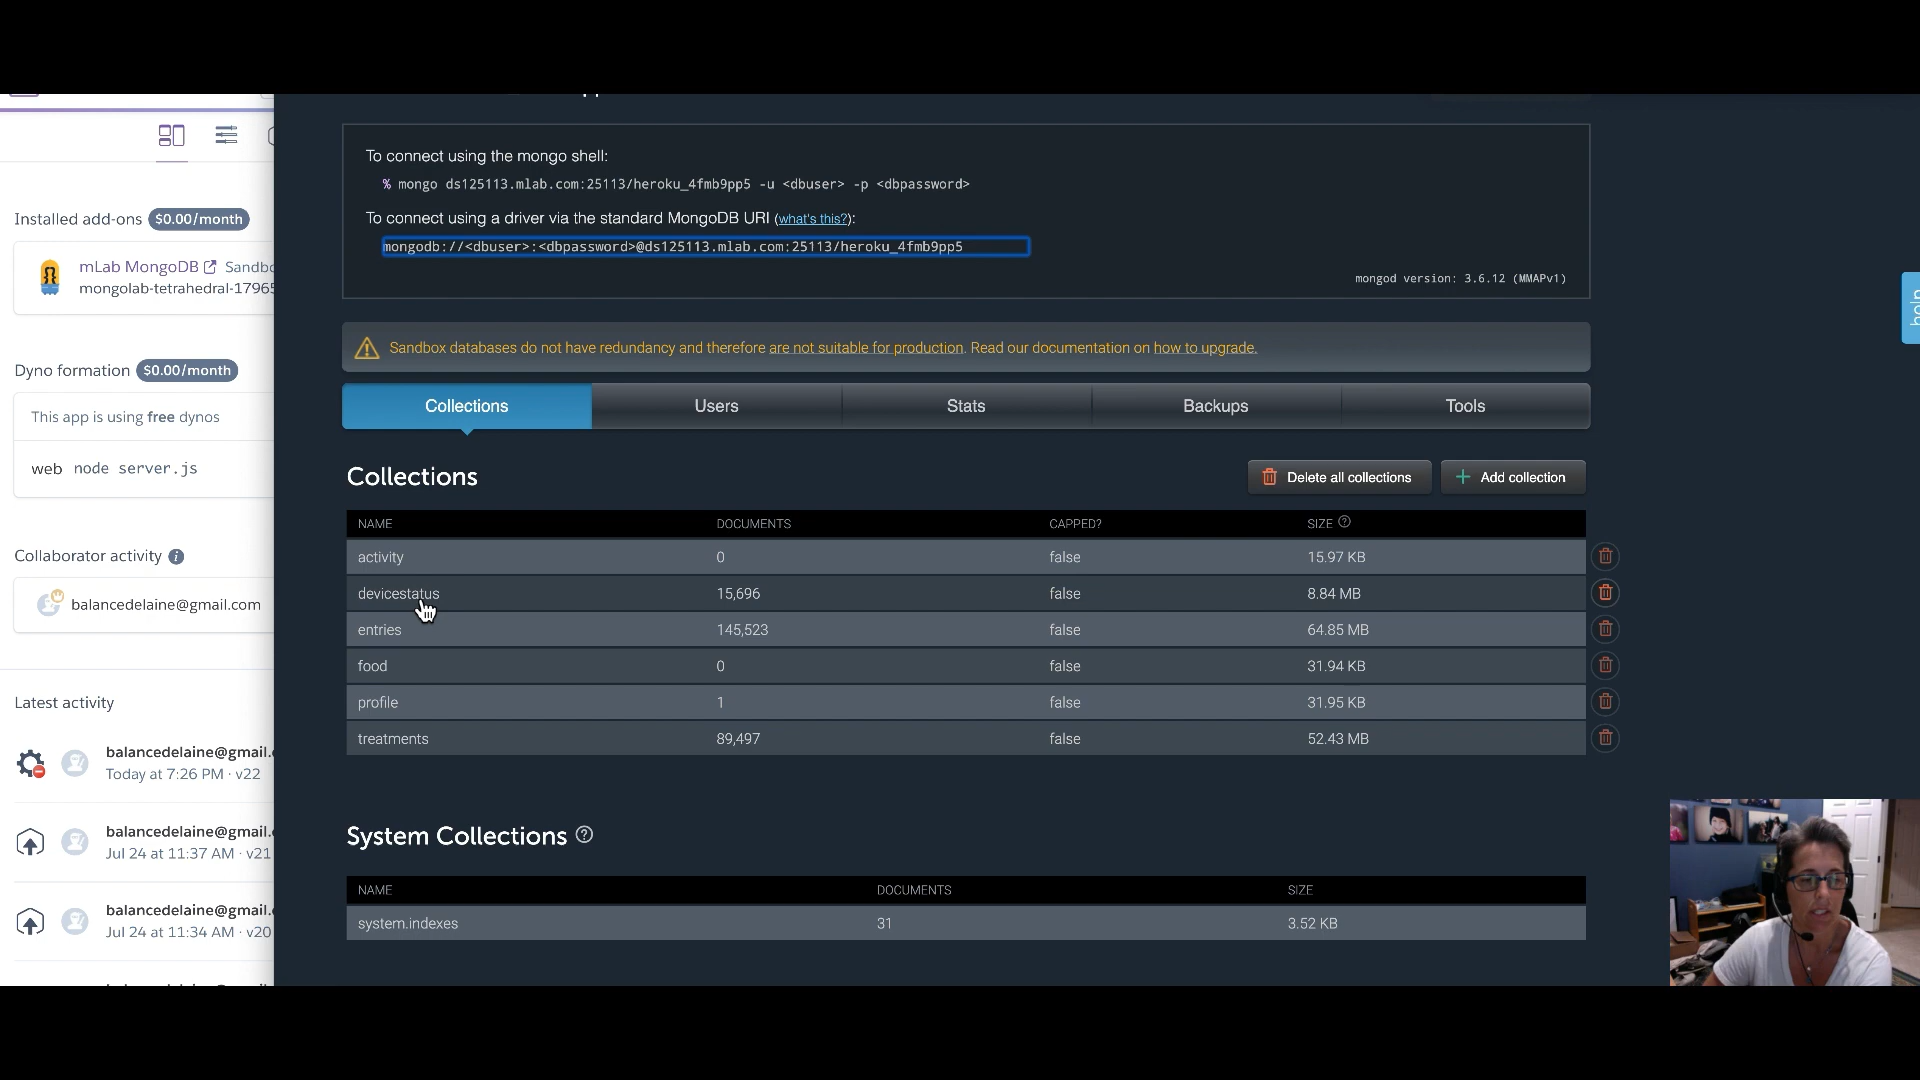 Installed add-ons $0.00/month
mLab MongoDB
mongolab-tetrahedral-17965
Dyno formation $0.00/month
This app is using free dynos
web node server.js
Collaborator activity i
balancedelaine@gmail.com
Latest activity
balancedelaine@gmail.
Today at 7:26 PM · v22
balancedelaine@gmail.
Jul 24 at 11:37 AM · v21
balancedelaine@gmail.
Jul 24 at 11:34 AM · v20
To connect using the mongo shell:
% mongo ds125113.mlab.com:25113/heroku_4fmb9pp5 -u <dbuser> -p <dbpassword>
To connect using a driver via the standard MongoDB URI (what's this?):
mongodb://<dbuser>:<dbpassword>@ds125113.mlab.com:25113/heroku_4fmb9pp5
mongod version: 3.6.12 (MMAPv1)
Sandbox databases do not have redundancy and therefore are not suitable for production. Read our documentation on how to upgrade.
Collections Users Stats Backups Tools
Collections Delete all collections + Add collection
NAME DOCUMENTS CAPPED? SIZE ?
activity 0 false 15.97 KB
devicestatus 15,696 false 8.84 MB
entries 145,523 false 64.85 MB
food 0 false 31.94 KB
profile 1 false 31.95 KB
treatments 89,497 false 52.43 MB
System Collections ?
NAME DOCUMENTS SIZE
system.indexes 31 3.52 KB
help